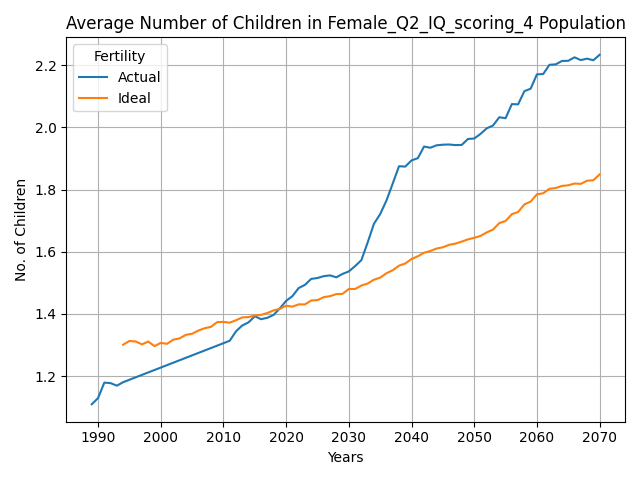 Average Number of Children in Female_Q2_IQ_scoring_4 Population
Fertility
Actual
Ideal
No. of Children
2.2
2.0
1.8
1.6
1.4
1.2
1990 2000 2010 2020 2030 2040 2050 2060 2070
Years